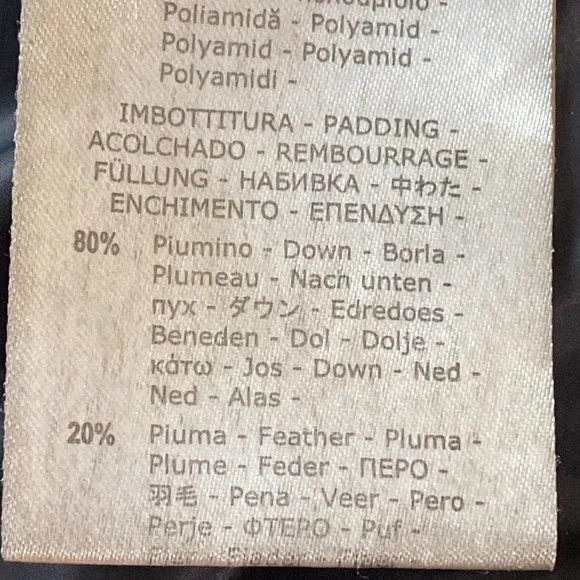 Poliamidă - Polyamid -
Polyamid - Polyamid -
Polyamidi -
IMBOTTITURA - PADDING -
ACOLCHADO - REMBOURRAGE -
FÜLLUNG - НАБИВКА - 中わた -
ENCHIMENTO - ΕΠΕΝΔΥΣΗ -
80% Piumino - Down - Borla -
Plumeau - Nach unten -
пух - ダウン - Edredoes -
Beneden - Dol - Dolje -
κάτω - Jos - Down - Ned -
Ned - Alas -
20% Piuma - Feather - Pluma -
Plume - Feder - ПЕРО -
羽毛 - Pena - Veer - Pero -
Perje - ΦΤΕΡΟ - Puf -